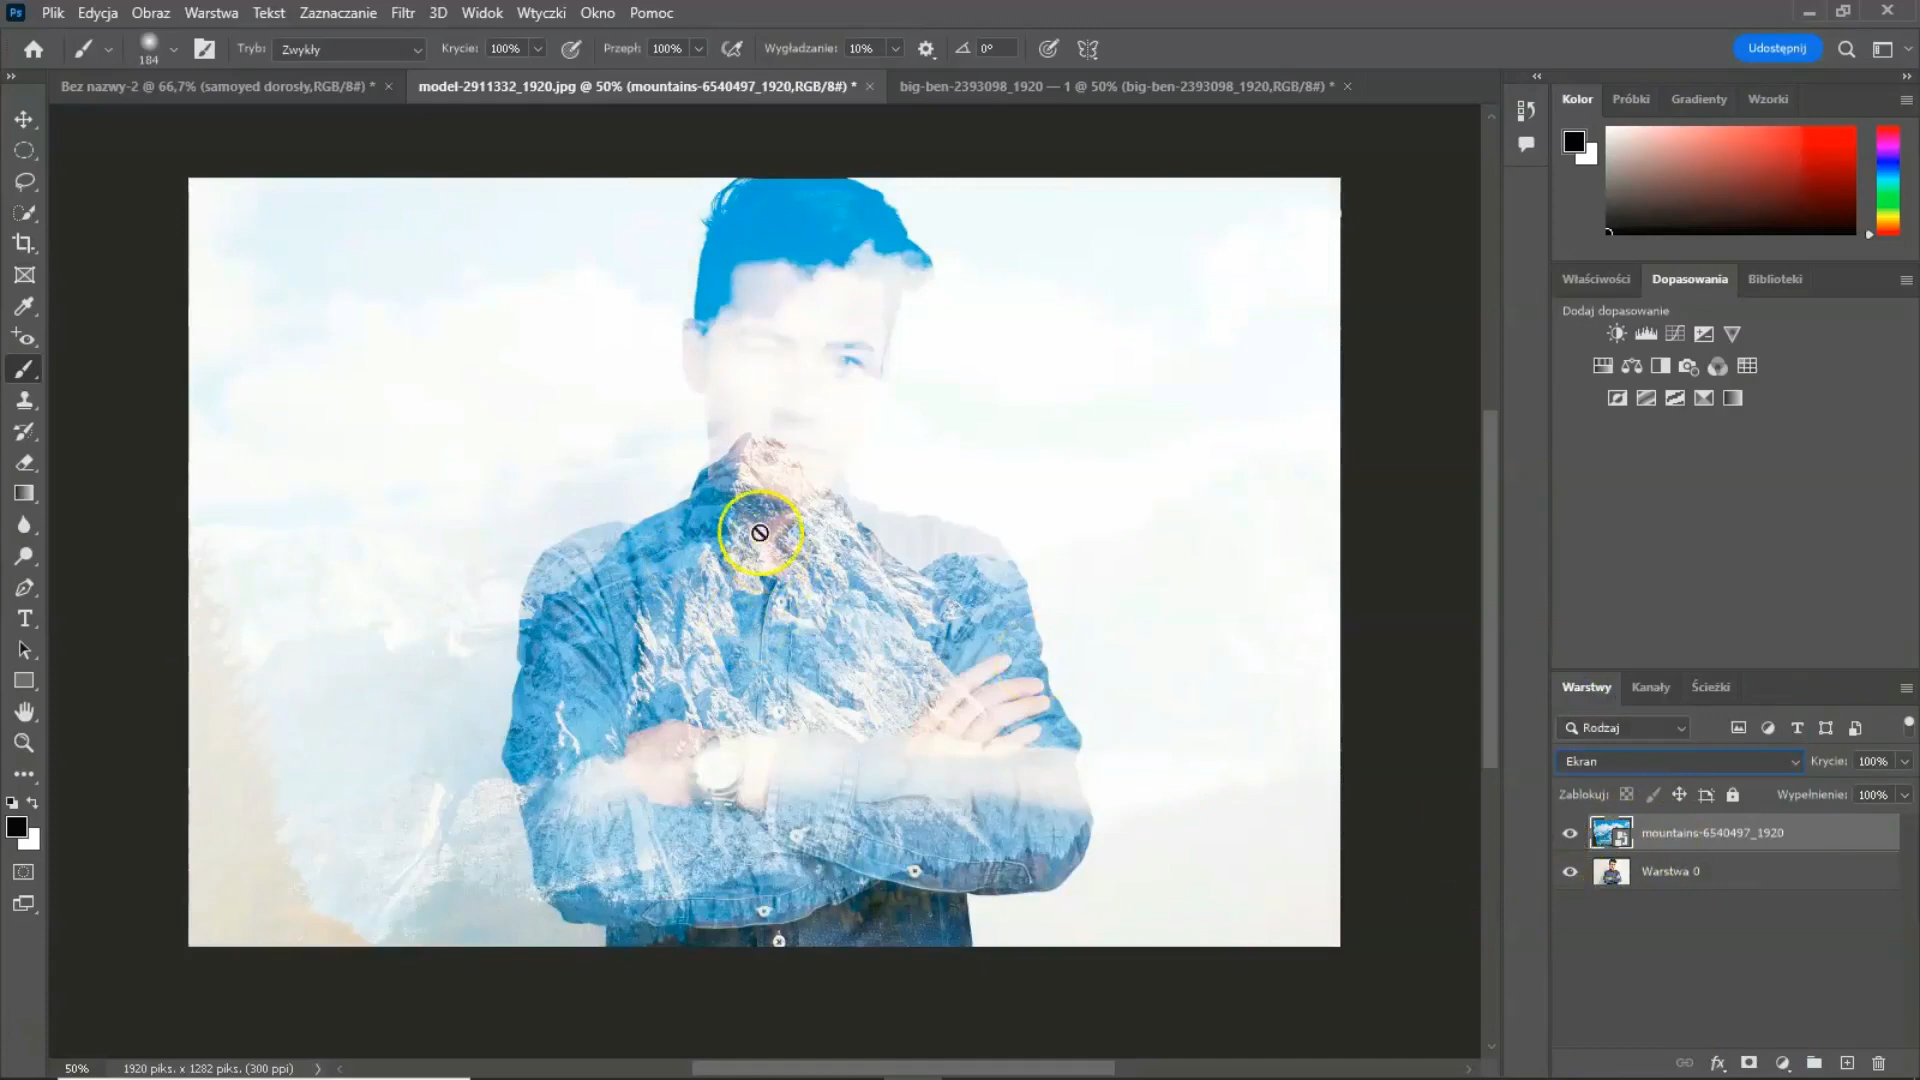 Ps Plik Edycja Obraz Warstwa Tekst Zaznaczanie Filtr 3D Widok Wtyczki Okno Pomoc
184 Tryb: Zwykły Krycie: 100% Przepł: 100% Wygładzanie: 10% 0° Udostępnij
Bez nazwy-2 @ 66,7% (samoyed dorosły,RGB/8#) * model-2911332_1920.jpg @ 50% (mountains-6540497_1920,RGB/8#) * big-ben-2393098_1920 — 1 @ 50% (big-ben-2393098_1920,RGB/8#) *
Kolor Próbki Gradienty Wzorki
Właściwości Dopasowania Biblioteki
Dodaj dopasowanie
Warstwy Kanały Ścieżki
Rodzaj
Ekran Krycie: 100%
Zablokuj: Wypełnienie: 100%
mountains-6540497_1920
Warstwa 0
50% 1920 piks. x 1282 piks. (300 ppi)